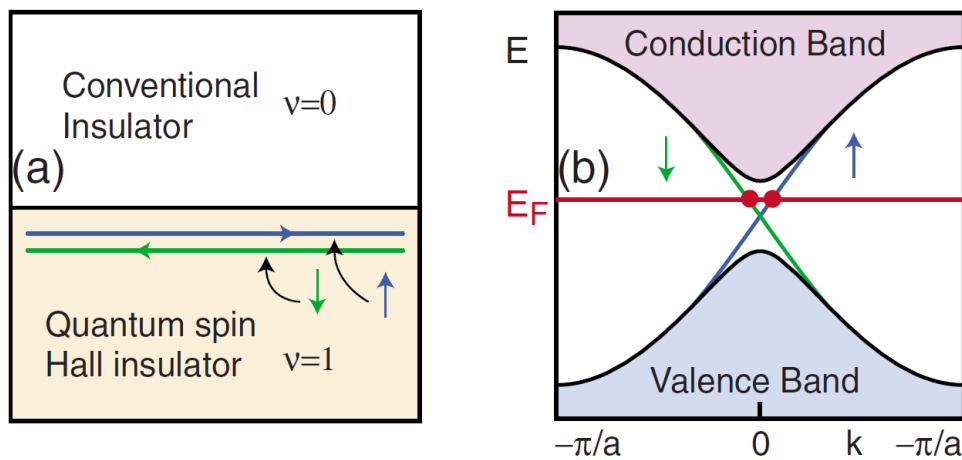 Conventional
Insulator
ν=0
(a)
Quantum spin
Hall insulator
ν=1
E
Conduction Band
(b)
E_F
Valence Band
−π/a 0 k −π/a